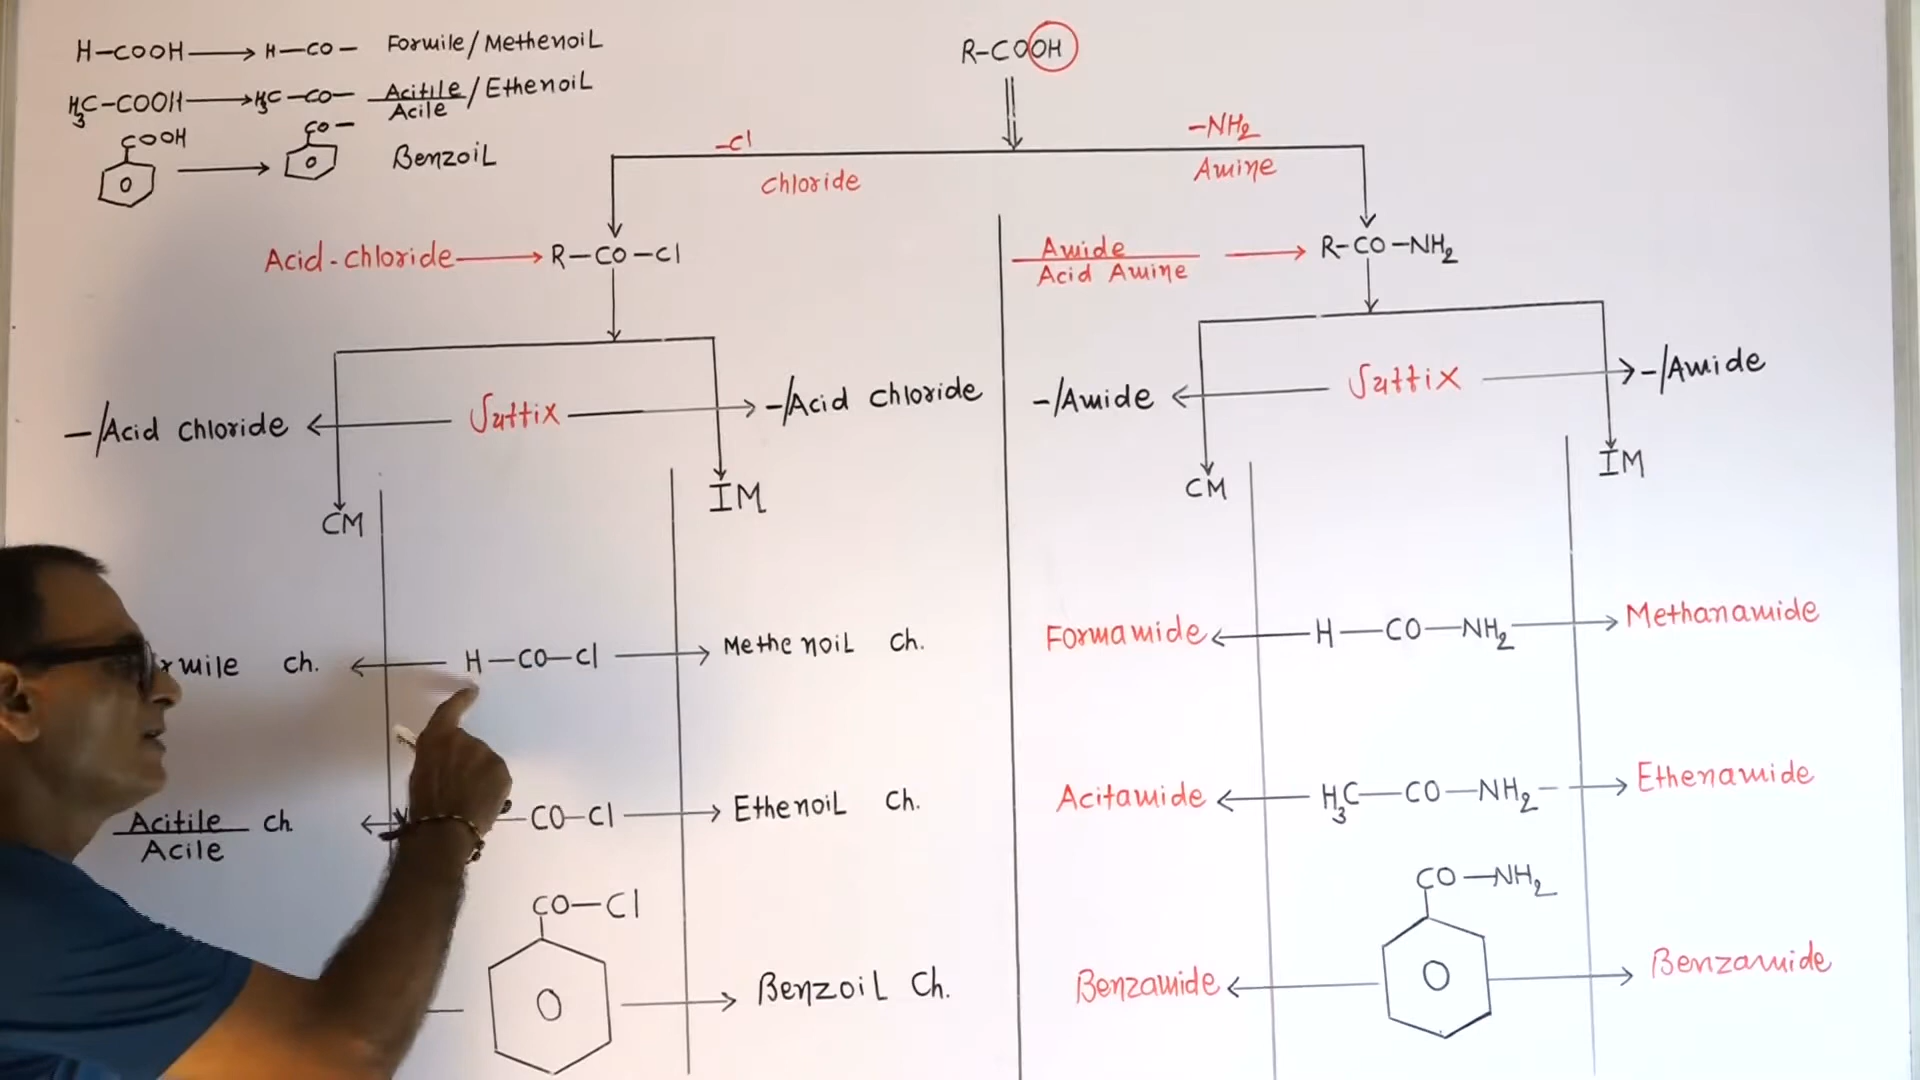 H-COOH → H-CO- Formile/MethenoiL
H₃C-COOH → H₃C-CO- Acitile/Acile/EthenoiL
COOH → CO- BenzoiL
R-COOH
-Cl
Chloride
-NH₂
Amine
Acid-chloride → R-CO-Cl
Amide
Acid Amine → R-CO-NH₂
-/Acid chloride ← Suffix → -/Acid chloride
-/Amide ← Suffix → -/Amide
CM
IM
CM
IM
rmile ch. ← H-CO-Cl → MethenoiL Ch.
Formamide ← H-CO-NH₂ → Methanamide
Acitile ch
Acile ← CO-Cl → EthenoiL Ch.
Acitamide ← H₃C-CO-NH₂ → Ethenamide
CO-Cl
BenzoiL Ch.
CO-NH₂
Benzamide ← → Benzamide